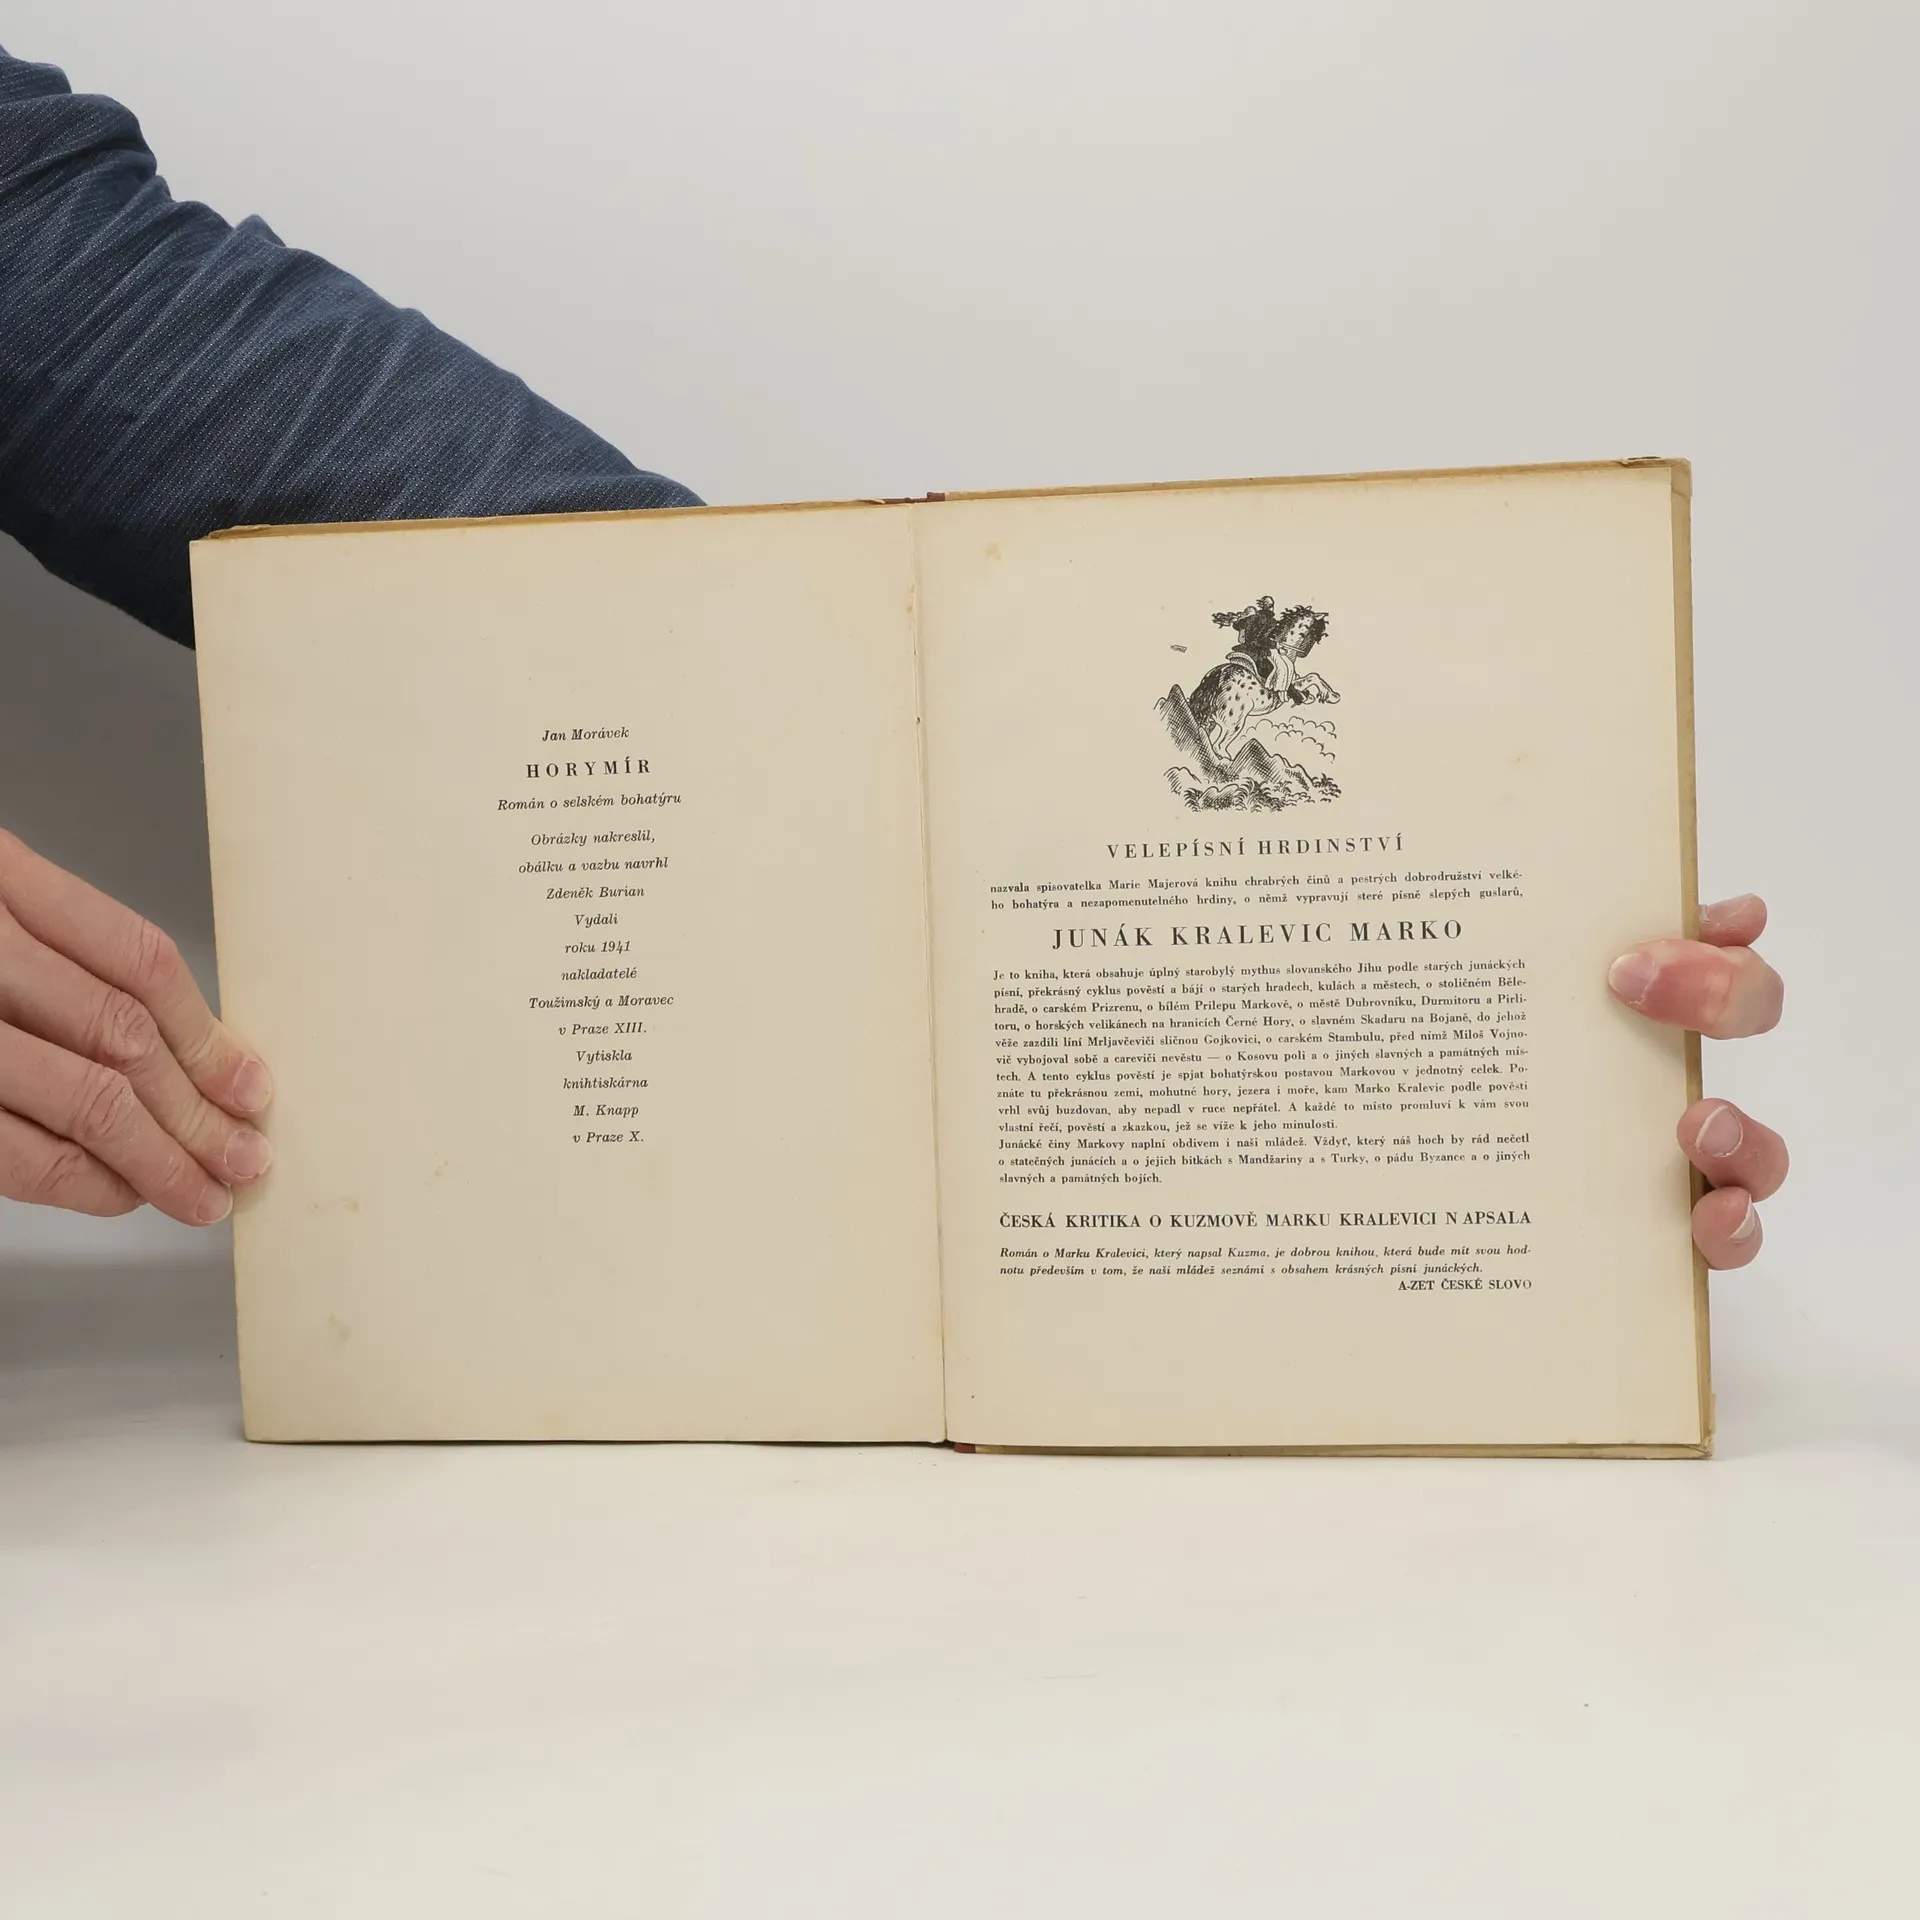 Jan Morávek
HORYMÍR
Román o selském bohatýru
Obrázky nakreslil,
obálku a vazbu navrhl
Zdeněk Burian
Vydali
roku 1941
nakladatelé
Toužimský a Moravec
v Praze XIII.
Vytiskla
knihtiskárna
M. Knapp
v Praze X.
VELEPÍSNÍ HRDINSTVÍ
nazvala spisovatelka Marie Majerová knihu chrabrých činů a pestrých dobrodružství velké-
ho bohatýra a nezapomenutelného hrdiny, o němž vypravují steré písně slepých guslarů,
JUNÁK KRALEVIC MARKO
Je to kniha, která obsahuje úplný starobylý mythus slovanského Jihu podle starých junáckých
písní, překrásný cyklus pověstí a bájí o starých hradech, kulách a městech, o stoličném Běle-
hradě, o carském Prizrenu, o bílém Prilepu Markově, o městě Dubrovníku, Durmitoru a Pirli-
toru, o horských velikánech na hranicích Černé Hory, o slavném Skadaru na Bojaně, do jehož
věže zazdili líní Mrljavčeviči sličnou Gojkovici, o carském Stambulu, před nímž Miloš Vojno-
vič vybojoval sobě a careviči nevěstu — o Kosovu poli a o jiných slavných a památných mís-
tech. A tento cyklus pověstí je spjat bohatýrskou postavou Markovou v jednotný celek. Po-
znáte tu překrásnou zemi, mohutné hory, jezera i moře, kam Marko Kralevic podle pověsti
vrhl svůj buzdovan, aby nepadl v ruce nepřátel. A každé to místo promluví k vám svou
vlastní řečí, pověstí a zkazkou, jež se víže k jeho minulosti.
Junácké činy Markovy naplní obdivem i naši mládež. Vždyť, který náš hoch by rád nečetl
o statečných junácích a o jejich bitkách s Mandžariny a s Turky, o pádu Byzance a o jiných
slavných a památných bojích.
ČESKÁ KRITIKA O KUZMOVĚ MARKU KRALEVICI N APSALA
Román o Marku Kralevici, který napsal Kuzma, je dobrou knihou, která bude mít svou hod-
notu především v tom, že naši mládež seznámí s obsahem krásných písní junáckých.
A-ZET ČESKÉ SLOVO